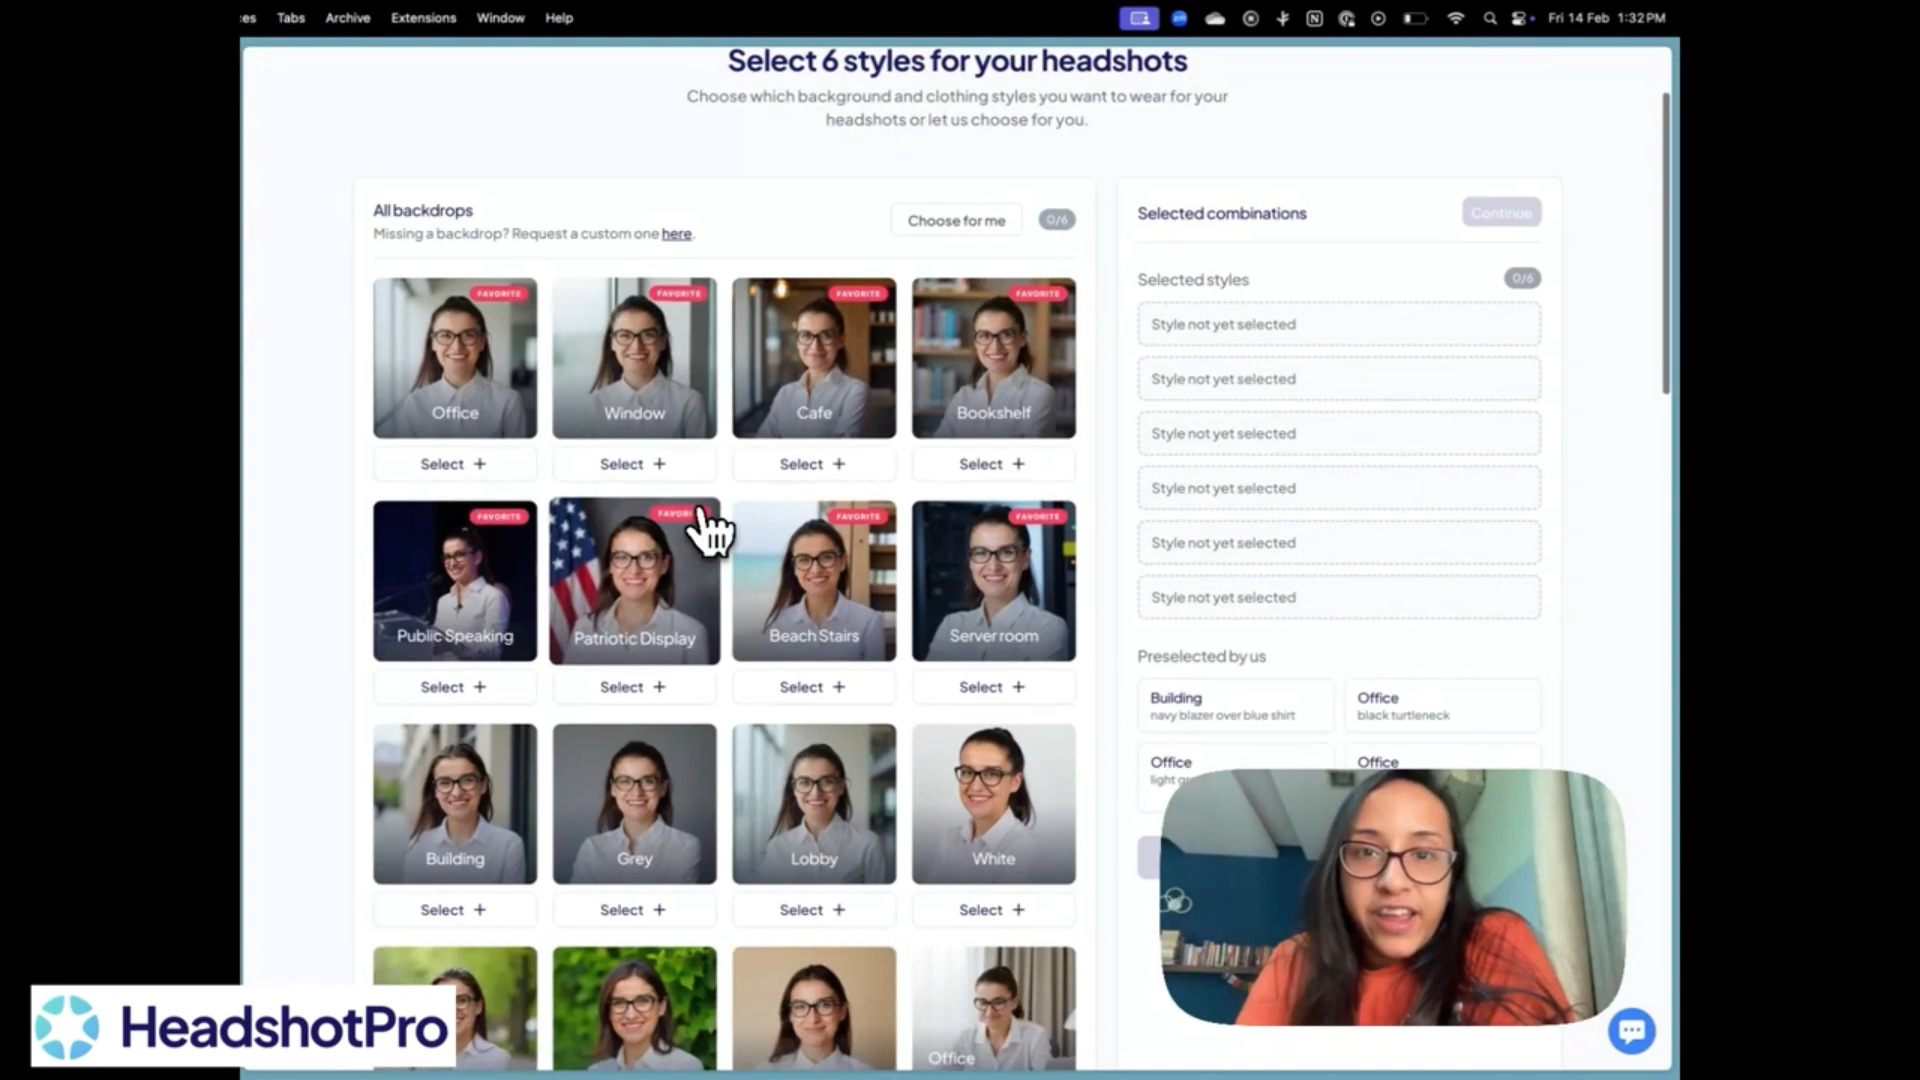 Tabs Archive Extensions Window Help
Fri 14 Feb 1:32 PM
Select 6 styles for your headshots
Choose which background and clothing styles you want to wear for your
headshots or let us choose for you.
All backdrops
Missing a backdrop? Request a custom one here.
Choose for me
0/6
FAVORITE FAVORITE FAVORITE FAVORITE
Office Window Cafe Bookshelf
Select + Select + Select + Select +
FAVORITE FAVORITE FAVORITE
Public Speaking Patriotic Display Beach Stairs Server room
Select + Select + Select + Select +
Building Grey Lobby White
Select + Select + Select + Select +
Office
Selected combinations
Continue
Selected styles
0/6
Style not yet selected
Style not yet selected
Style not yet selected
Style not yet selected
Style not yet selected
Style not yet selected
Preselected by us
Building
navy blazer over blue shirt
Office
black turtleneck
Office
light
Office
HeadshotPro